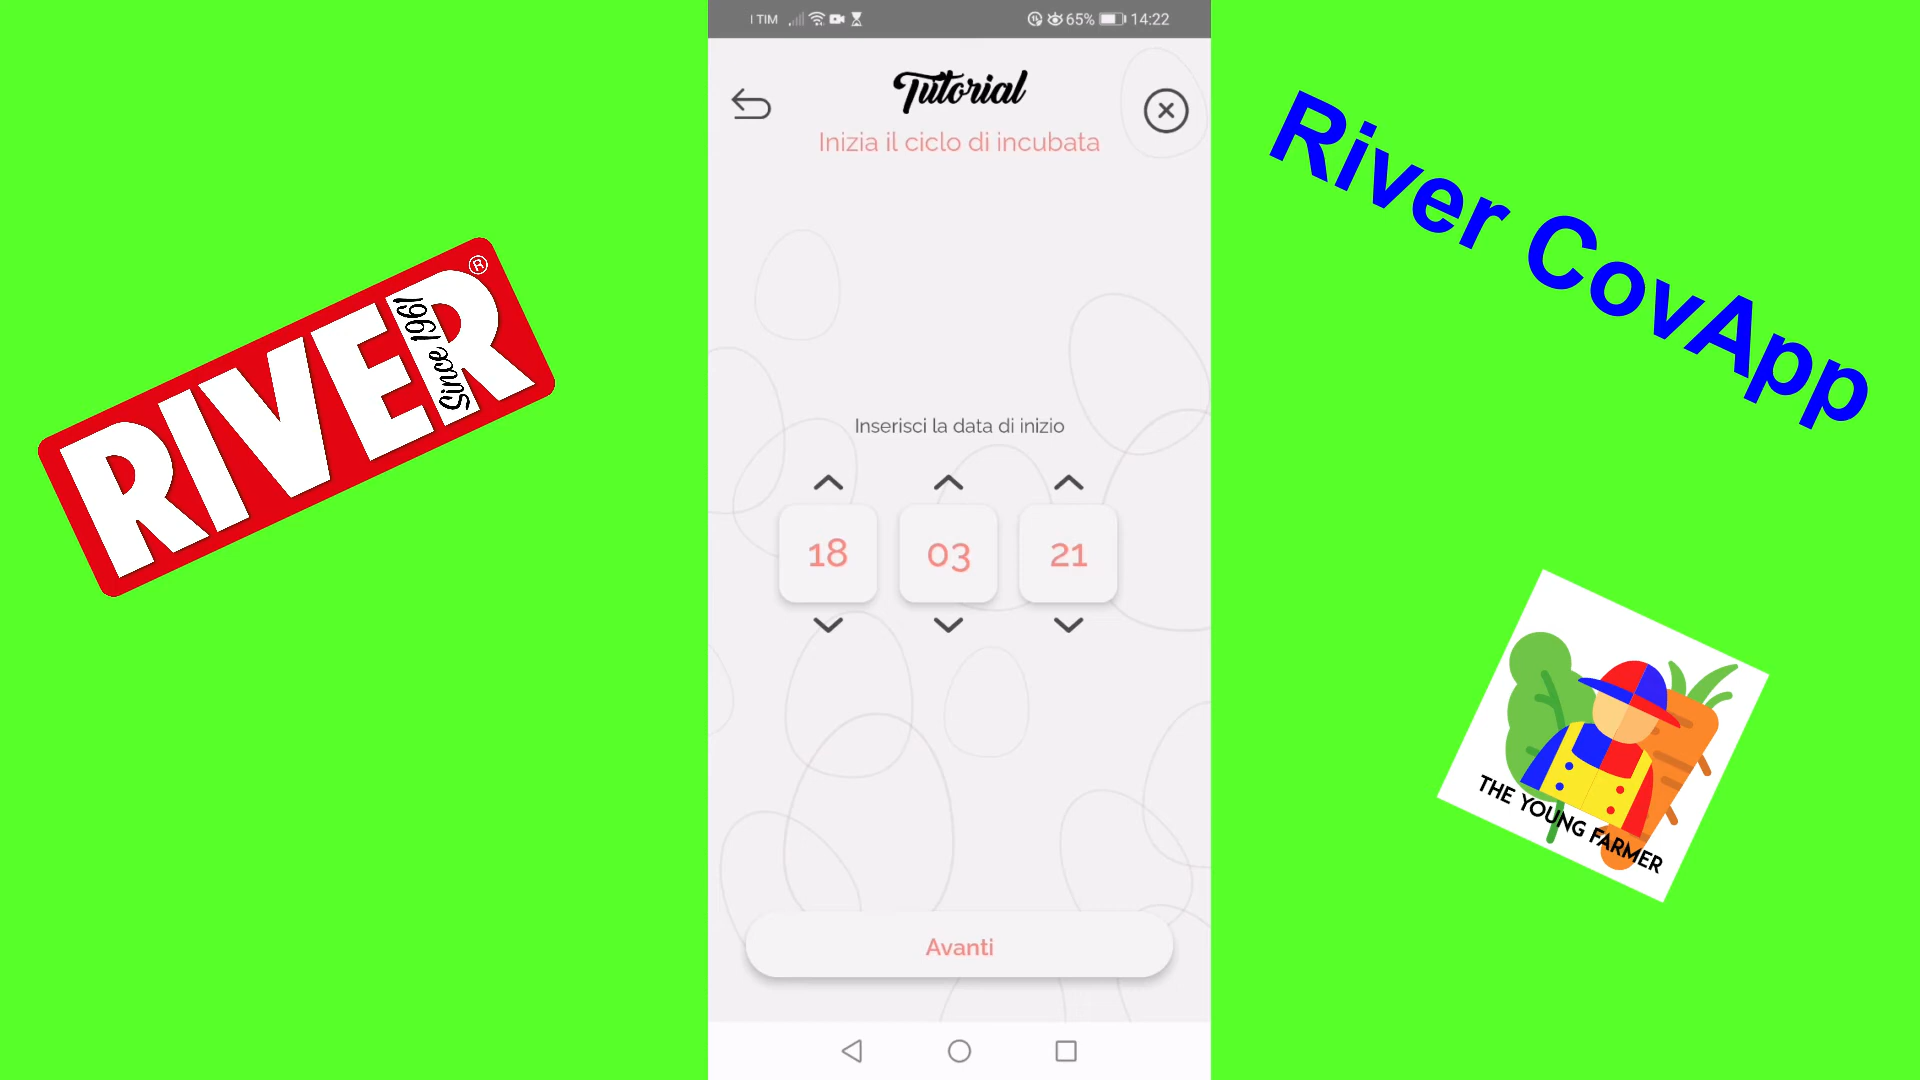 I TIM
65% 14:22
Tutorial
Inizia il ciclo di incubata
Inserisci la data di inizio
18 03 21
Avanti
RIVER®
Since 1961
River CovApp
THE YOUNG FARMER